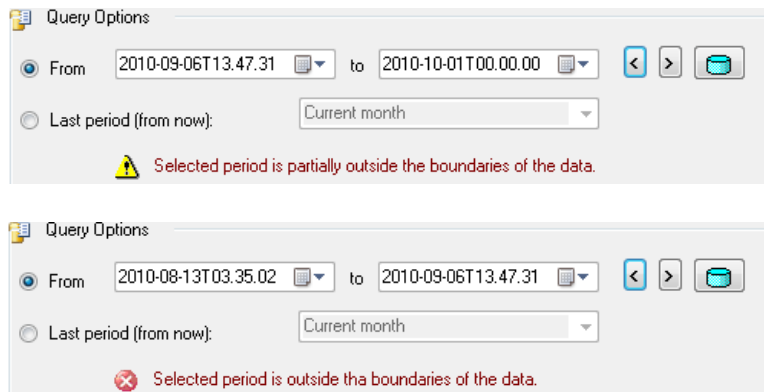 Query Options
From 2010-09-06T13.47.31 to 2010-10-01T00.00.00 < >
Last period (from now): Current month
Selected period is partially outside the boundaries of the data.
Query Options
From 2010-08-13T03.35.02 to 2010-09-06T13.47.31 < >
Last period (from now): Current month
Selected period is outside tha boundaries of the data.